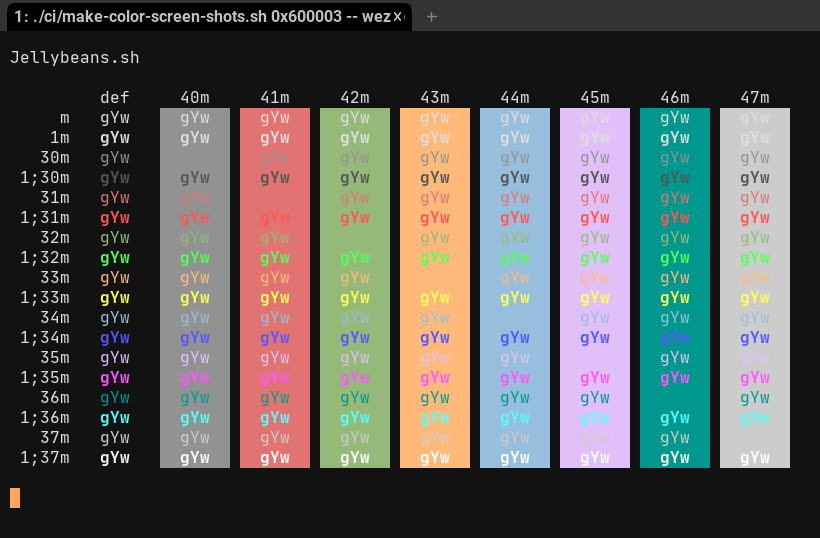 1: ./ci/make-color-screen-shots.sh 0x600003 -- wez× +
Jellybeans.sh
def 40m 41m 42m 43m 44m 45m 46m 47m
m gYw gYw gYw gYw gYw gYw gYw gYw gYw
1m gYw gYw gYw gYw gYw gYw gYw gYw gYw
30m gYw gYw gYw gYw gYw gYw gYw gYw
1;30m gYw gYw gYw gYw gYw gYw gYw gYw gYw
31m gYw gYw gYw gYw gYw gYw gYw gYw
1;31m gYw gYw gYw gYw gYw gYw gYw gYw gYw
32m gYw gYw gYw gYw gYw gYw gYw gYw
1;32m gYw gYw gYw gYw gYw gYw gYw gYw gYw
33m gYw gYw gYw gYw gYw gYw gYw gYw
1;33m gYw gYw gYw gYw gYw gYw gYw gYw gYw
34m gYw gYw gYw gYw gYw gYw gYw gYw
1;34m gYw gYw gYw gYw gYw gYw gYw gYw gYw
35m gYw gYw gYw gYw gYw gYw gYw gYw
1;35m gYw gYw gYw gYw gYw gYw gYw gYw gYw
36m gYw gYw gYw gYw gYw gYw gYw gYw
1;36m gYw gYw gYw gYw gYw gYw gYw gYw gYw
37m gYw gYw gYw gYw gYw gYw gYw gYw
1;37m gYw gYw gYw gYw gYw gYw gYw gYw gYw